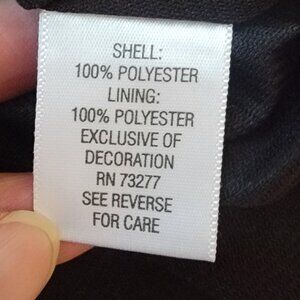 SHELL:
100% POLYESTER
LINING:
100% POLYESTER
EXCLUSIVE OF
DECORATION
RN 73277
SEE REVERSE
FOR CARE